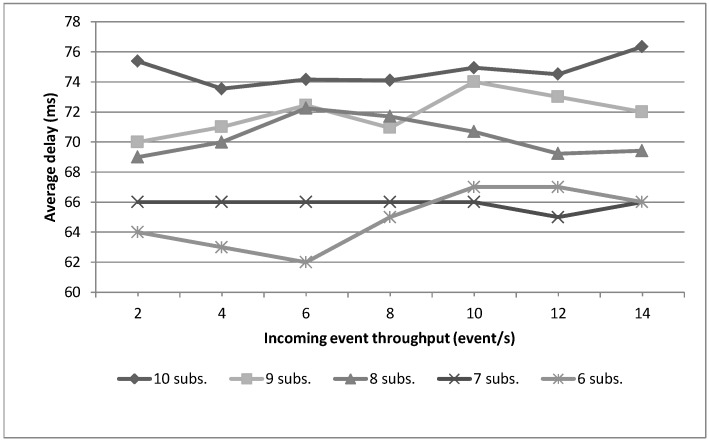 78
76
74
72
70
68
66
64
62
60
Average delay (ms)
2 4 6 8 10 12 14
Incoming event throughput (event/s)
10 subs. 9 subs. 8 subs. 7 subs. 6 subs.